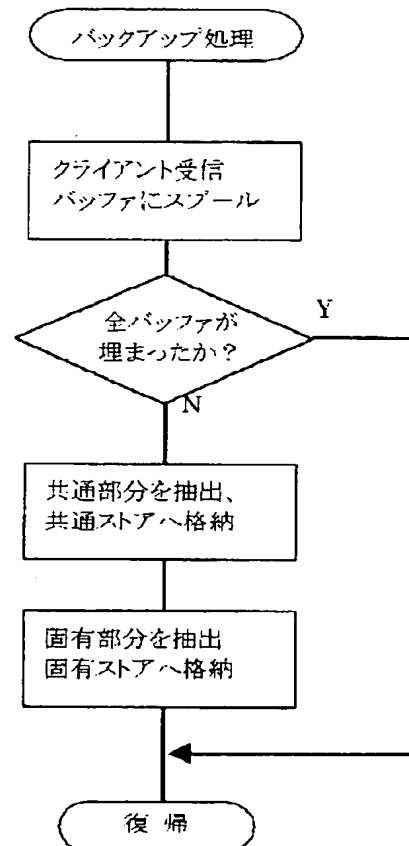 バックアップ処理
クライアント受信
バッファにスプール
全バッファが
埋まったか？
Y
N
共通部分を抽出、
共通ストアへ格納
固有部分を抽出
固有ストアへ格納
復 帰